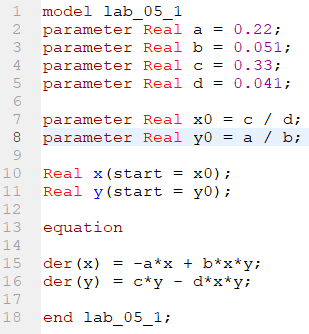 1 model lab_05_1
2 parameter Real a = 0.22;
3 parameter Real b = 0.051;
4 parameter Real c = 0.33;
5 parameter Real d = 0.041;
6
7 parameter Real x0 = c / d;
8 parameter Real y0 = a / b;
9
10 Real x(start = x0);
11 Real y(start = y0);
12
13 equation
14
15 der(x) = -a*x + b*x*y;
16 der(y) = c*y - d*x*y;
17
18 end lab_05_1;